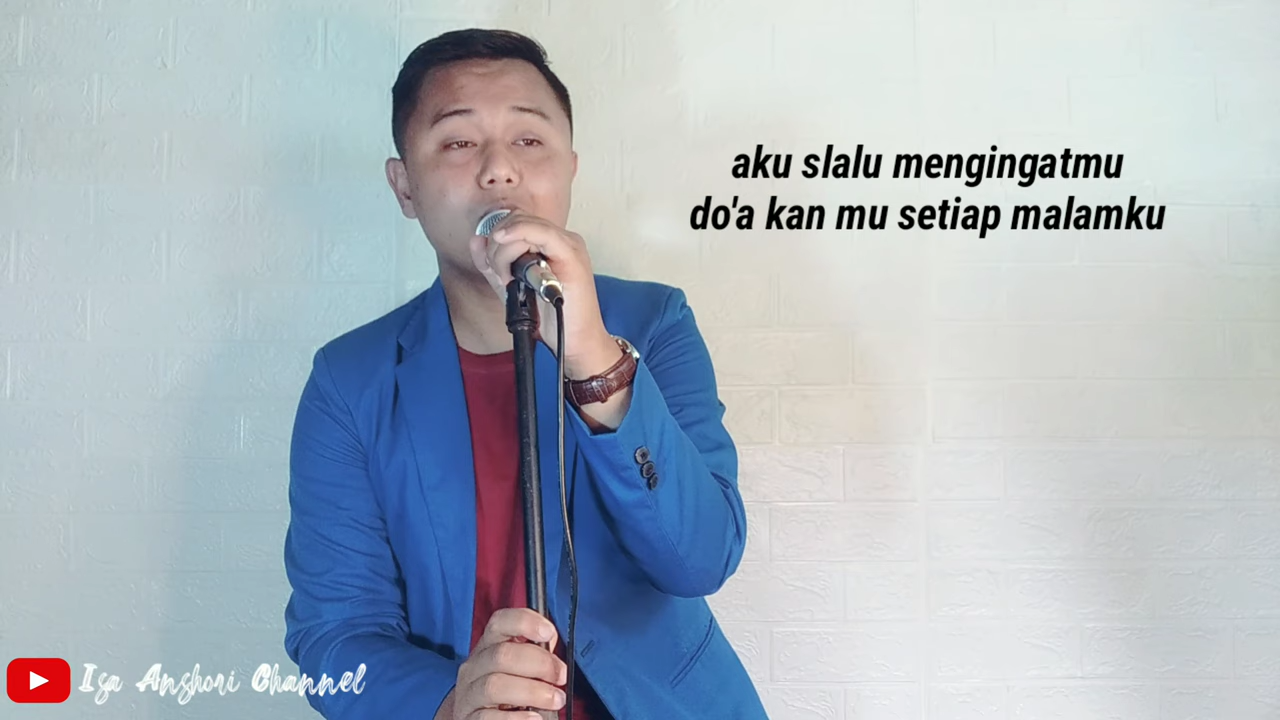 aku slalu mengingatmu
do'a kan mu setiap malamku
Isa Anshori Channel